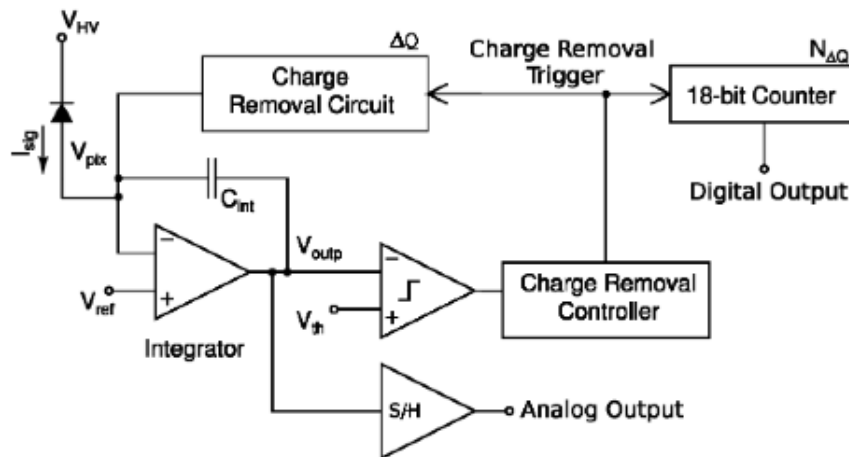 V_HV
ΔQ
Charge
Removal Circuit
Charge Removal
Trigger
N_ΔQ
18-bit Counter
I_sig
V_pix
C_int
Digital Output
−
+
V_ref
Integrator
V_outp
−
+
V_th
Charge Removal
Controller
S/H
Analog Output